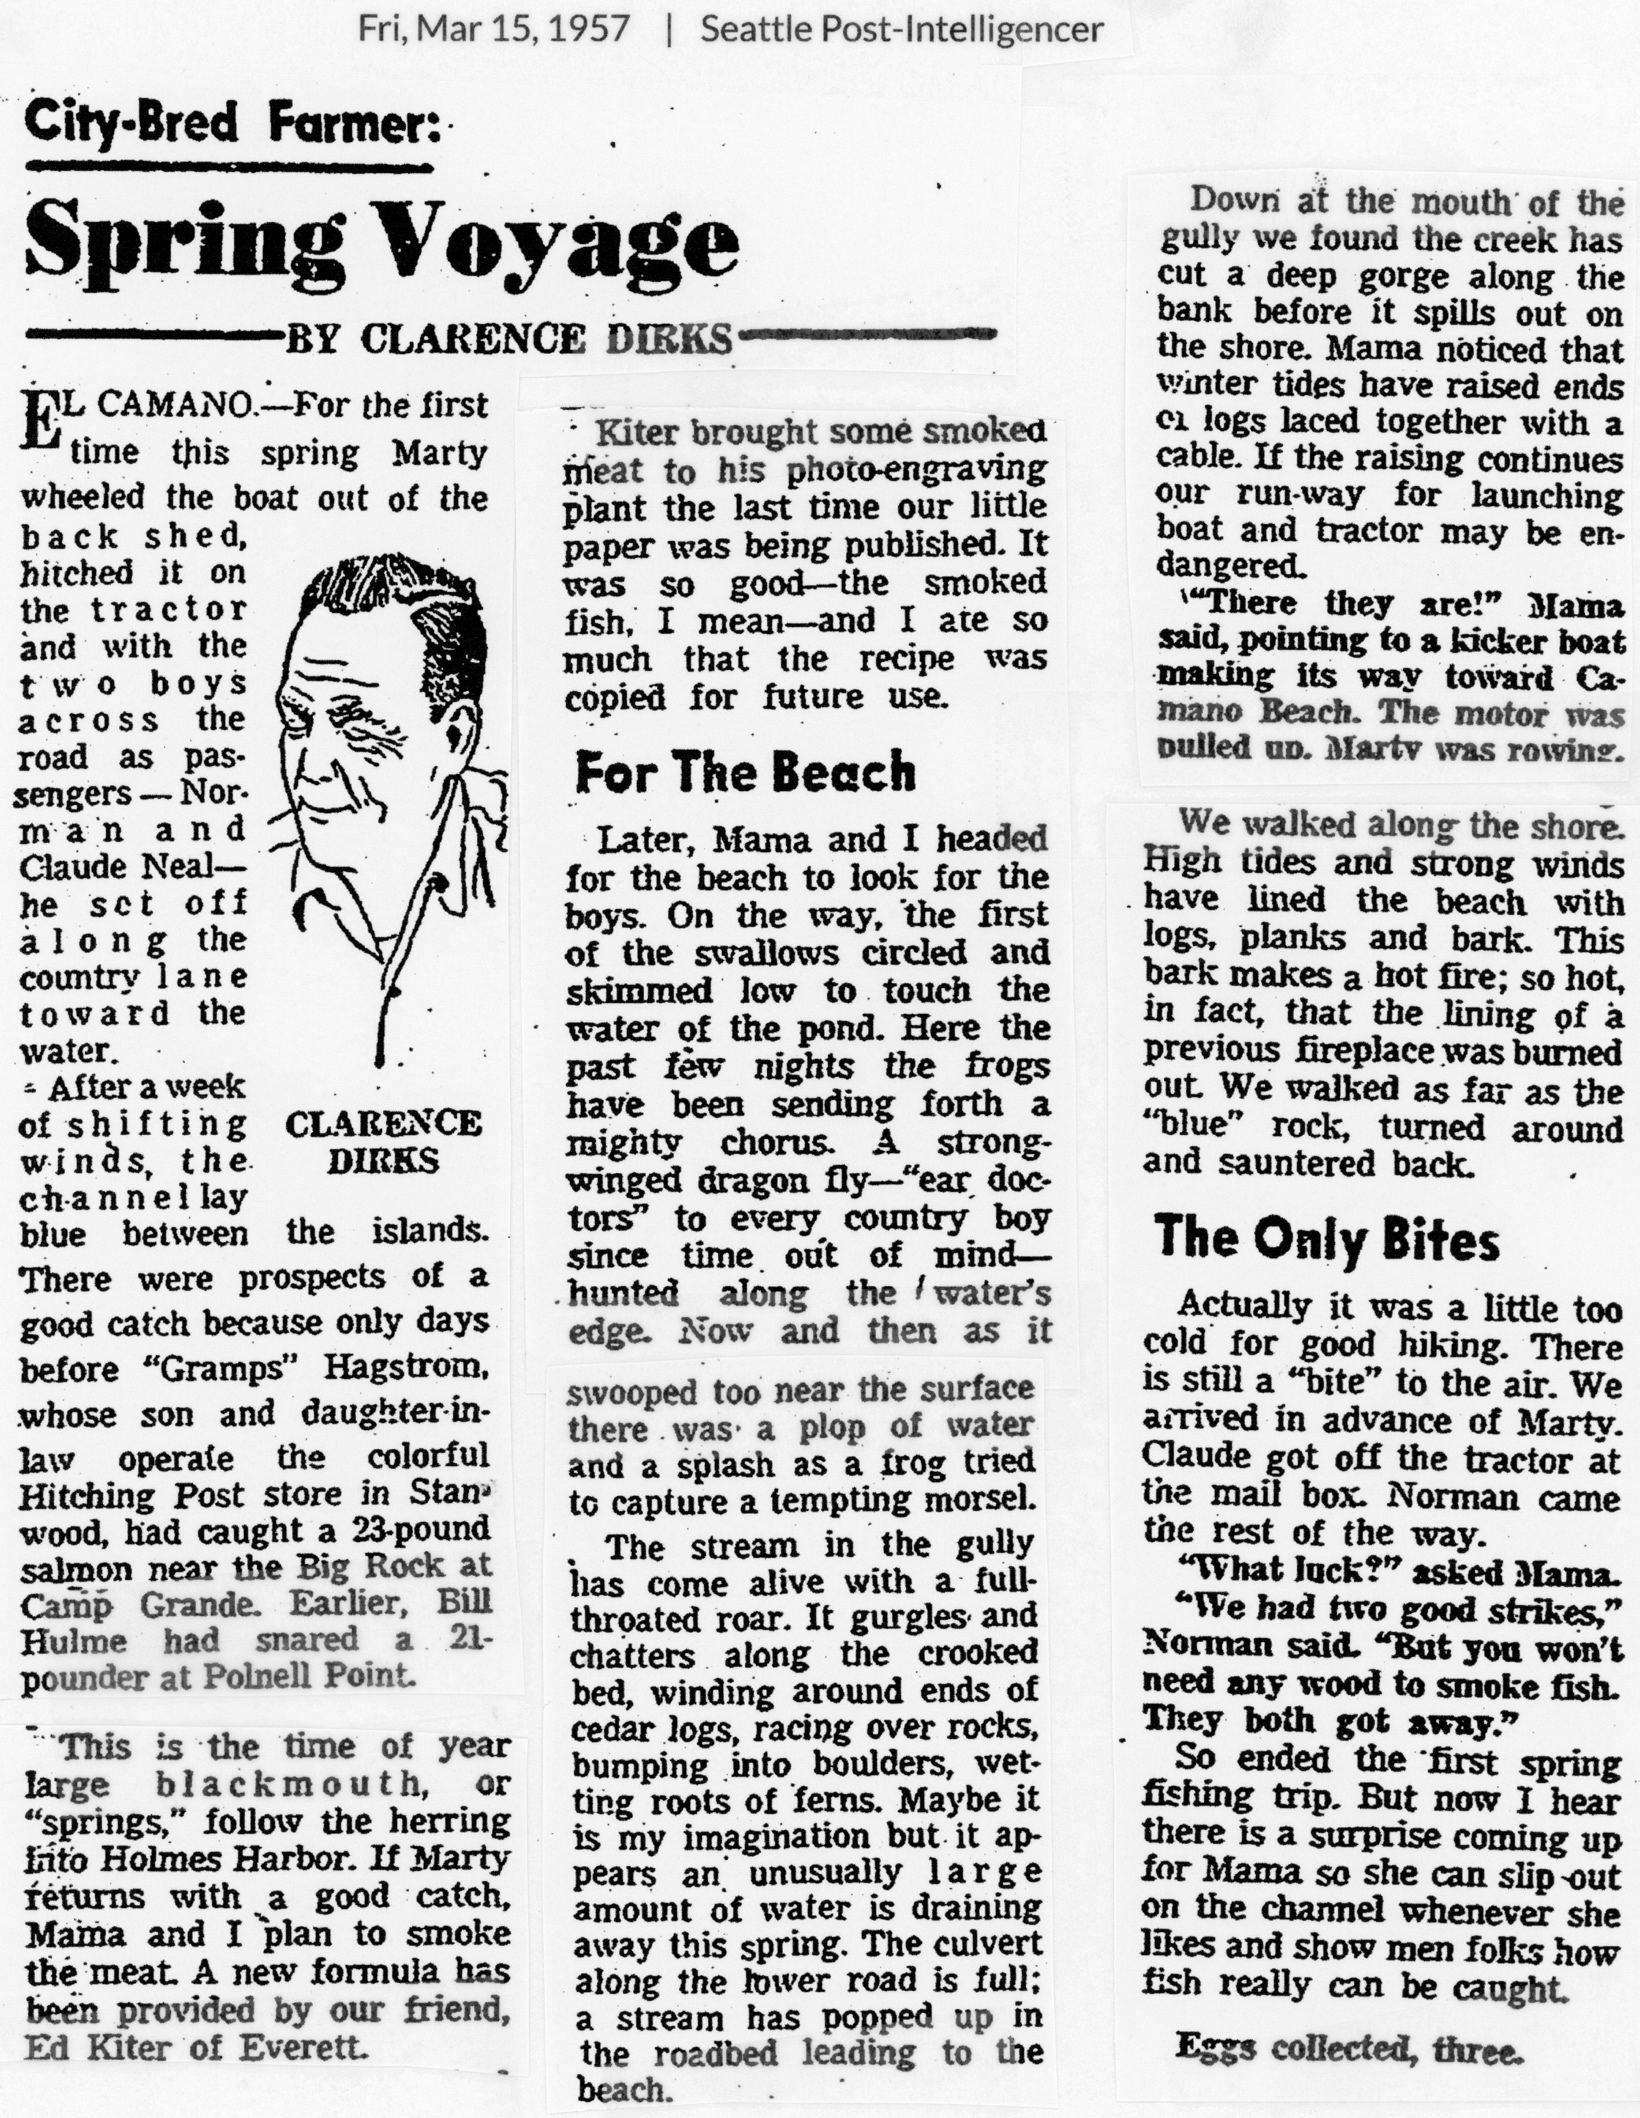 Fri, Mar 15, 1957 | Seattle Post-Intelligencer
City-Bred Farmer:
Spring Voyage
BY CLARENCE DIRKS
EL CAMANO.—For the first
time this spring Marty
wheeled the boat out of the
back shed,
hitched it on
the tractor
and with the
two boys
across the
road as pas-
sengers — Nor-
man and
Claude Neal—
he set off
along the
country lane
toward the
water.
After a week
of shifting
winds, the
channel lay
CLARENCE
DIRKS
blue between the islands.
There were prospects of a
good catch because only days
before "Gramps" Hagstrom,
whose son and daughter-in-
law operate the colorful
Hitching Post store in Stan-
wood, had caught a 23-pound
salmon near the Big Rock at
Camp Grande. Earlier, Bill
Hulme had snared a 21-
pounder at Polnell Point.
This is the time of year
large blackmouth, or
"springs," follow the herring
into Holmes Harbor. If Marty
returns with a good catch,
Mama and I plan to smoke
the meat. A new formula has
been provided by our friend,
Ed Kiter of Everett.
Kiter brought some smoked
meat to his photo-engraving
plant the last time our little
paper was being published. It
was so good—the smoked
fish, I mean—and I ate so
much that the recipe was
copied for future use.
For The Beach
Later, Mama and I headed
for the beach to look for the
boys. On the way, the first
of the swallows circled and
skimmed low to touch the
water of the pond. Here the
past few nights the frogs
have been sending forth a
mighty chorus. A strong-
winged dragon fly—"ear doc-
tors" to every country boy
since time out of mind—
hunted along the water's
edge. Now and then as it
swooped too near the surface
there was a plop of water
and a splash as a frog tried
to capture a tempting morsel.
The stream in the gully
has come alive with a full-
throated roar. It gurgles and
chatters along the crooked
bed, winding around ends of
cedar logs, racing over rocks,
bumping into boulders, wet-
ting roots of ferns. Maybe it
is my imagination but it ap-
pears an unusually large
amount of water is draining
away this spring. The culvert
along the lower road is full;
a stream has popped up in
the roadbed leading to the
beach.
Down at the mouth of the
gully we found the creek has
cut a deep gorge along the
bank before it spills out on
the shore. Mama noticed that
winter tides have raised ends
of logs laced together with a
cable. If the raising continues
our run-way for launching
boat and tractor may be en-
dangered.
"There they are!" Mama
said, pointing to a kicker boat
making its way toward Ca-
mano Beach. The motor was
pulled up. Marty was rowing.
We walked along the shore.
High tides and strong winds
have lined the beach with
logs, planks and bark. This
bark makes a hot fire; so hot,
in fact, that the lining of a
previous fireplace was burned
out. We walked as far as the
"blue" rock, turned around
and sauntered back.
The Only Bites
Actually it was a little too
cold for good hiking. There
is still a "bite" to the air. We
arrived in advance of Marty.
Claude got off the tractor at
the mail box. Norman came
the rest of the way.
"What luck?" asked Mama.
"We had two good strikes,"
Norman said. "But you won't
need any wood to smoke fish.
They both got away."
So ended the first spring
fishing trip. But now I hear
there is a surprise coming up
for Mama so she can slip out
on the channel whenever she
likes and show men folks how
fish really can be caught.
Eggs collected, three.